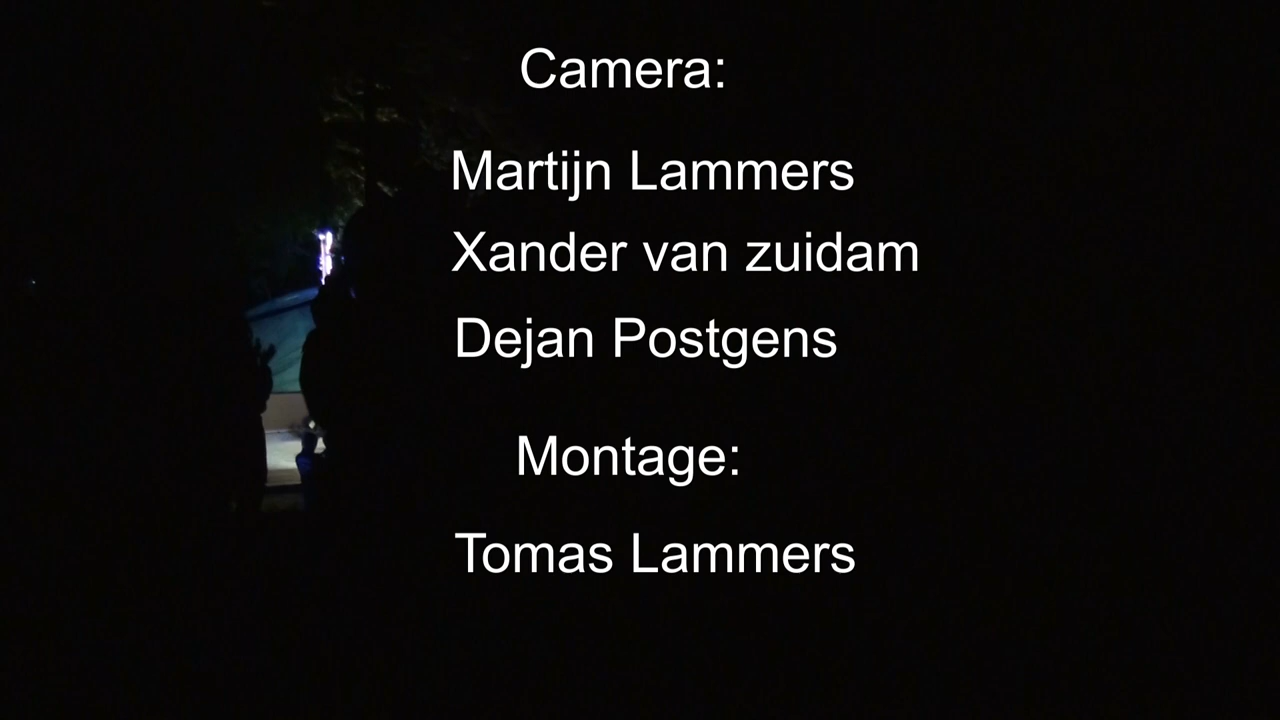 Camera:
Martijn Lammers
Xander van zuidam
Dejan Postgens
Montage:
Tomas Lammers